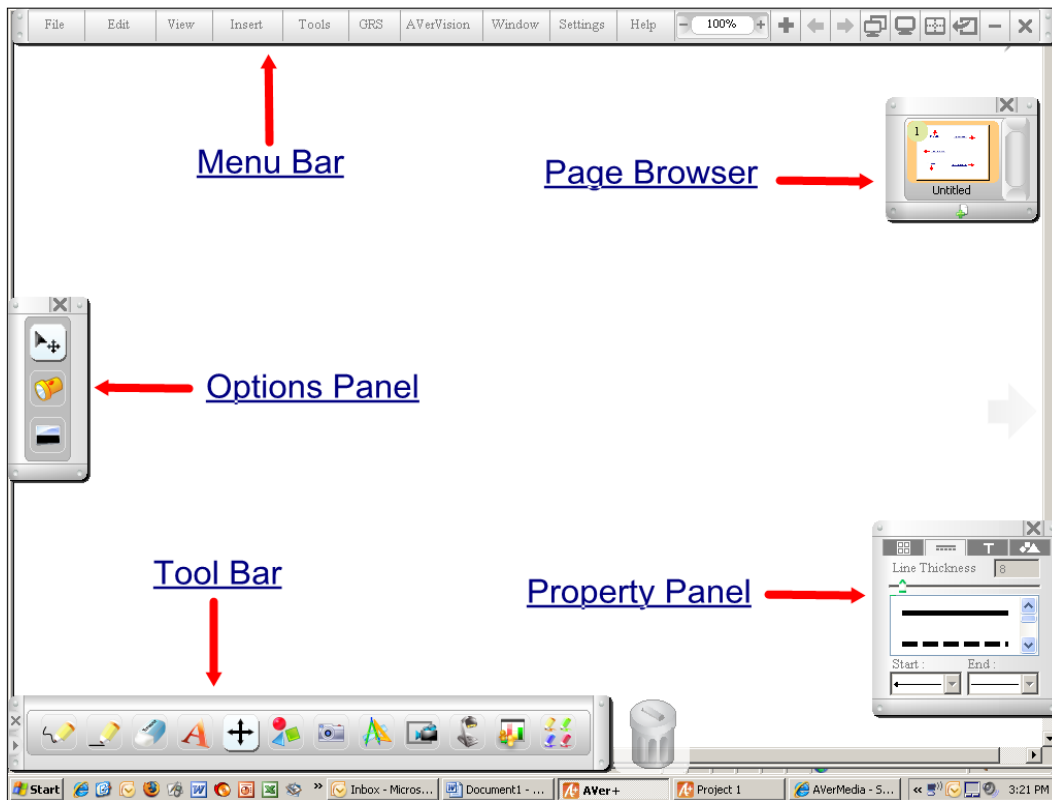 File Edit View Insert Tools GRS AVerVision Window Settings Help 100%
Menu Bar
Page Browser
1
Untitled
Options Panel
Tool Bar
Property Panel
Line Thickness 8
Start : End :
Start Inbox - Micros... Document1 - ... AVer+ Project 1 AVerMedia - S... 3:21 PM